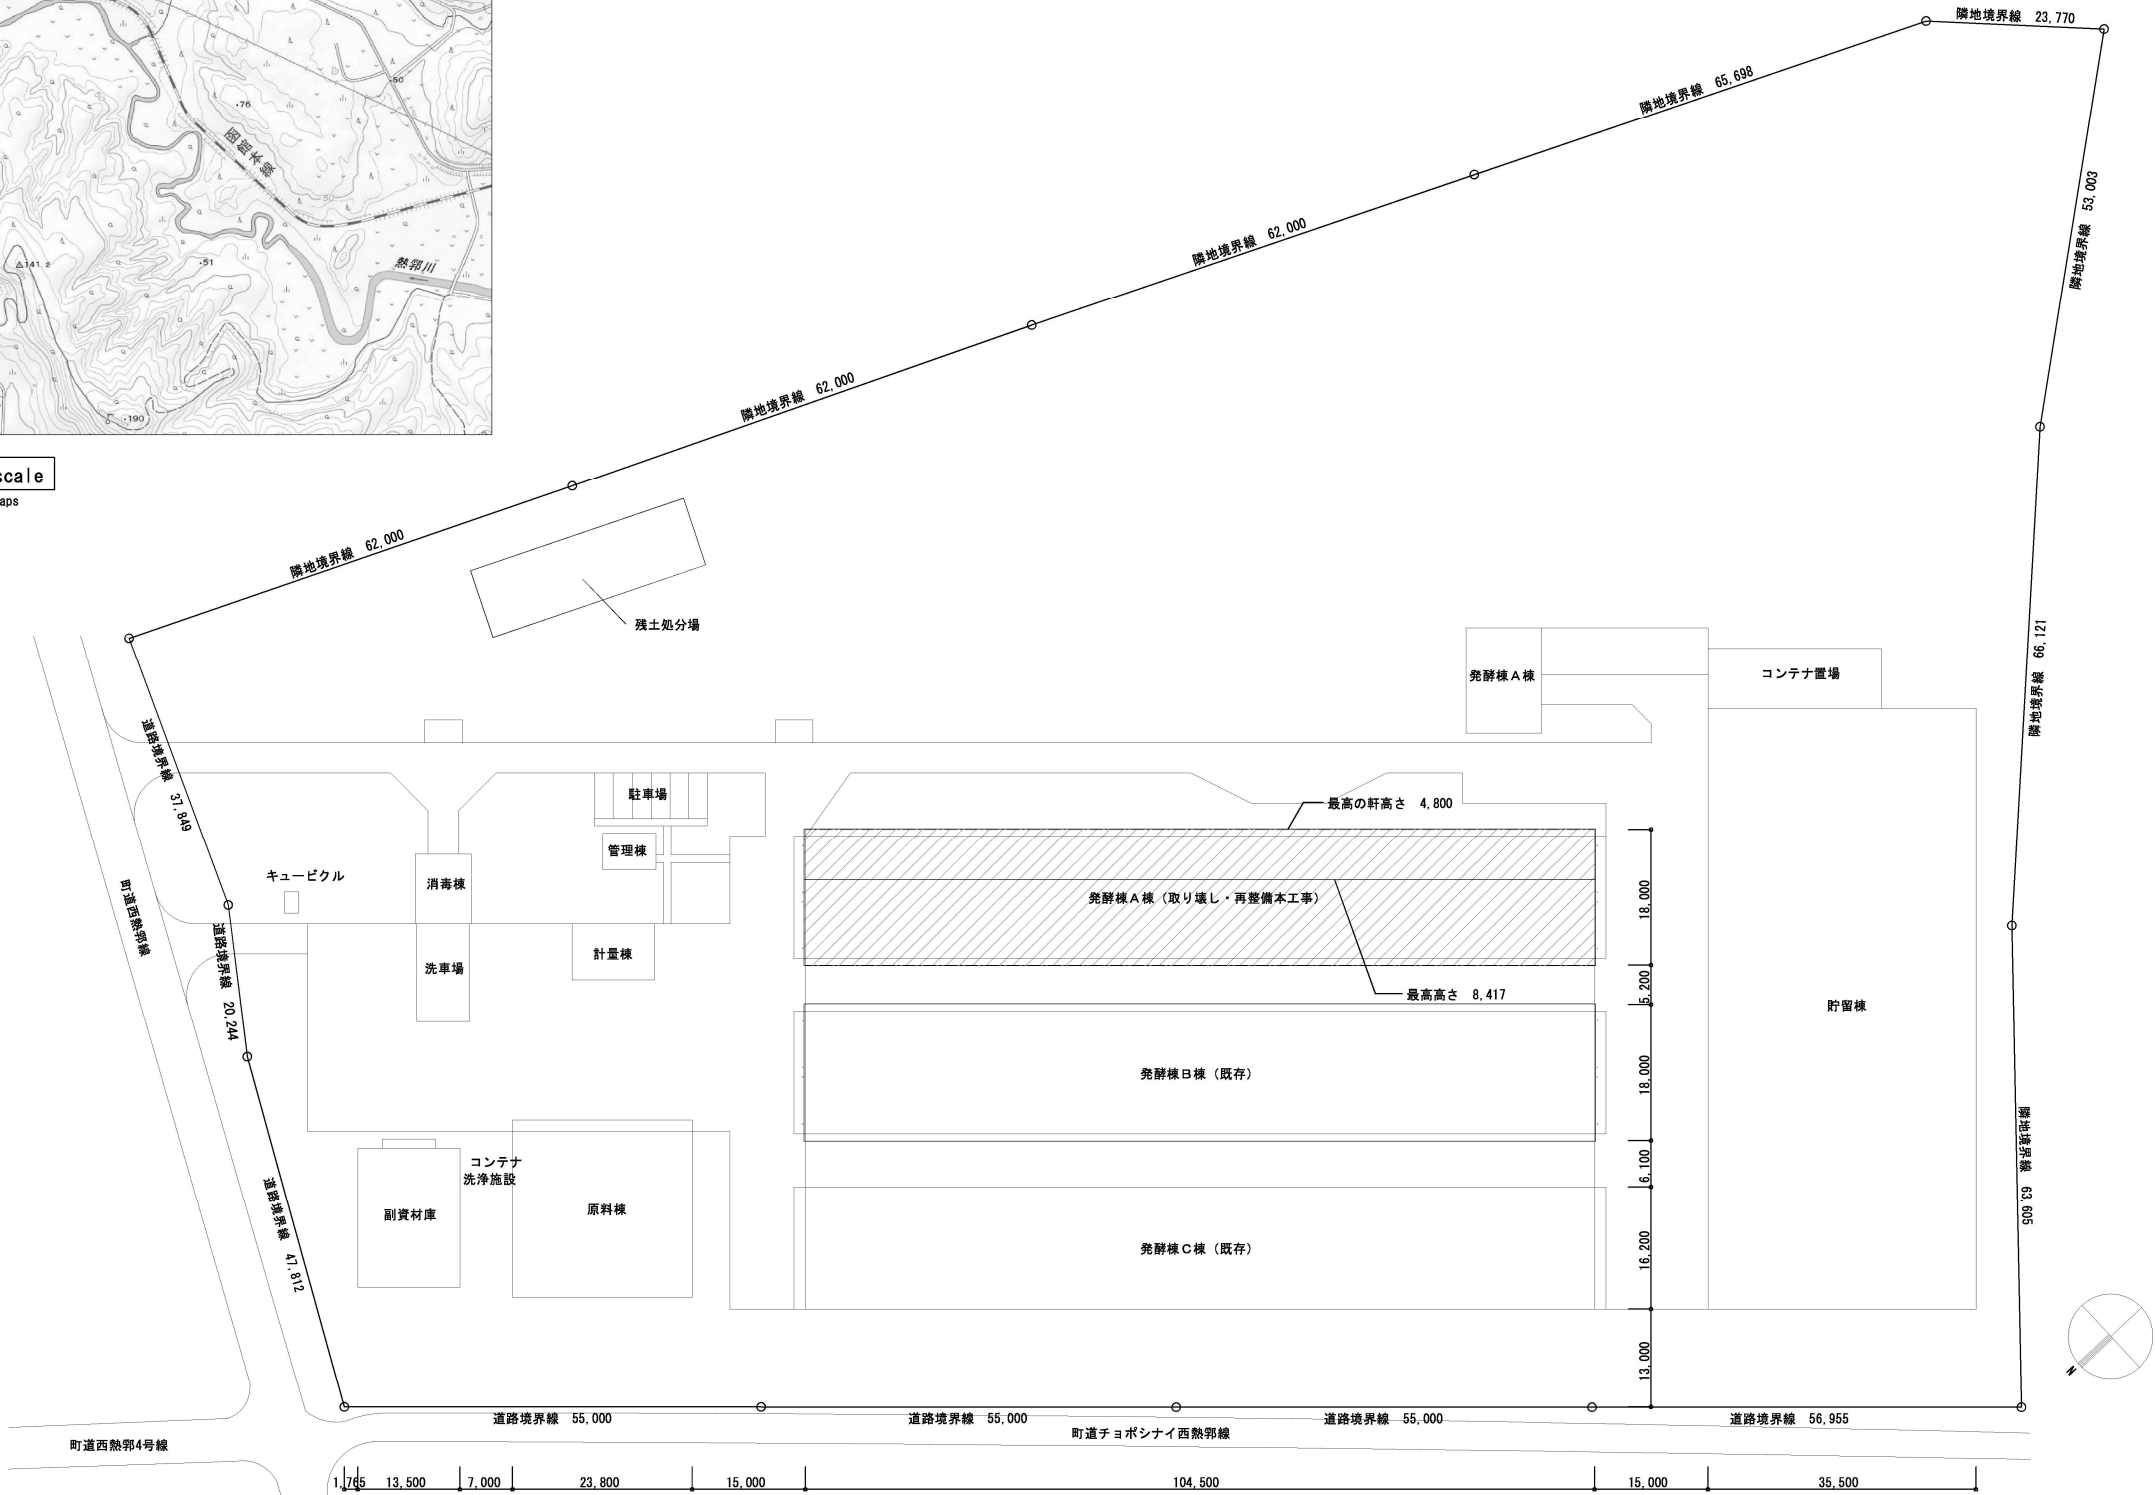 隣地境界線　23,770
隣地境界線　65,698
・50
・76
函館本線
隣地境界線　53,003
隣地境界線　62,000
△141.2
・51
熱郛川
隣地境界線　62,000
・190
scale
aps
隣地境界線　62,000
残土処分場
隣地境界線　66,121
発酵棟A棟
コンテナ置場
道路境界線　37,849
駐車場
最高の軒高さ　4,800
管理棟
キュービクル
消毒棟
発酵棟A棟（取り壊し・再整備本工事）
18,000
町道西熱郛線
道路境界線　20,244
計量棟
洗車場
5,200
最高高さ　8,417
貯留棟
発酵棟B棟（既存）
18,000
隣地境界線　63,605
コンテナ
洗浄施設
6,100
道路境界線　47,812
副資材庫
原料棟
発酵棟C棟（既存）
16,200
13,000
N
道路境界線　55,000
道路境界線　55,000
道路境界線　55,000
道路境界線　56,955
町道チョポシナイ西熱郛線
町道西熱郛4号線
1,765
13,500
7,000
23,800
15,000
104,500
15,000
35,500